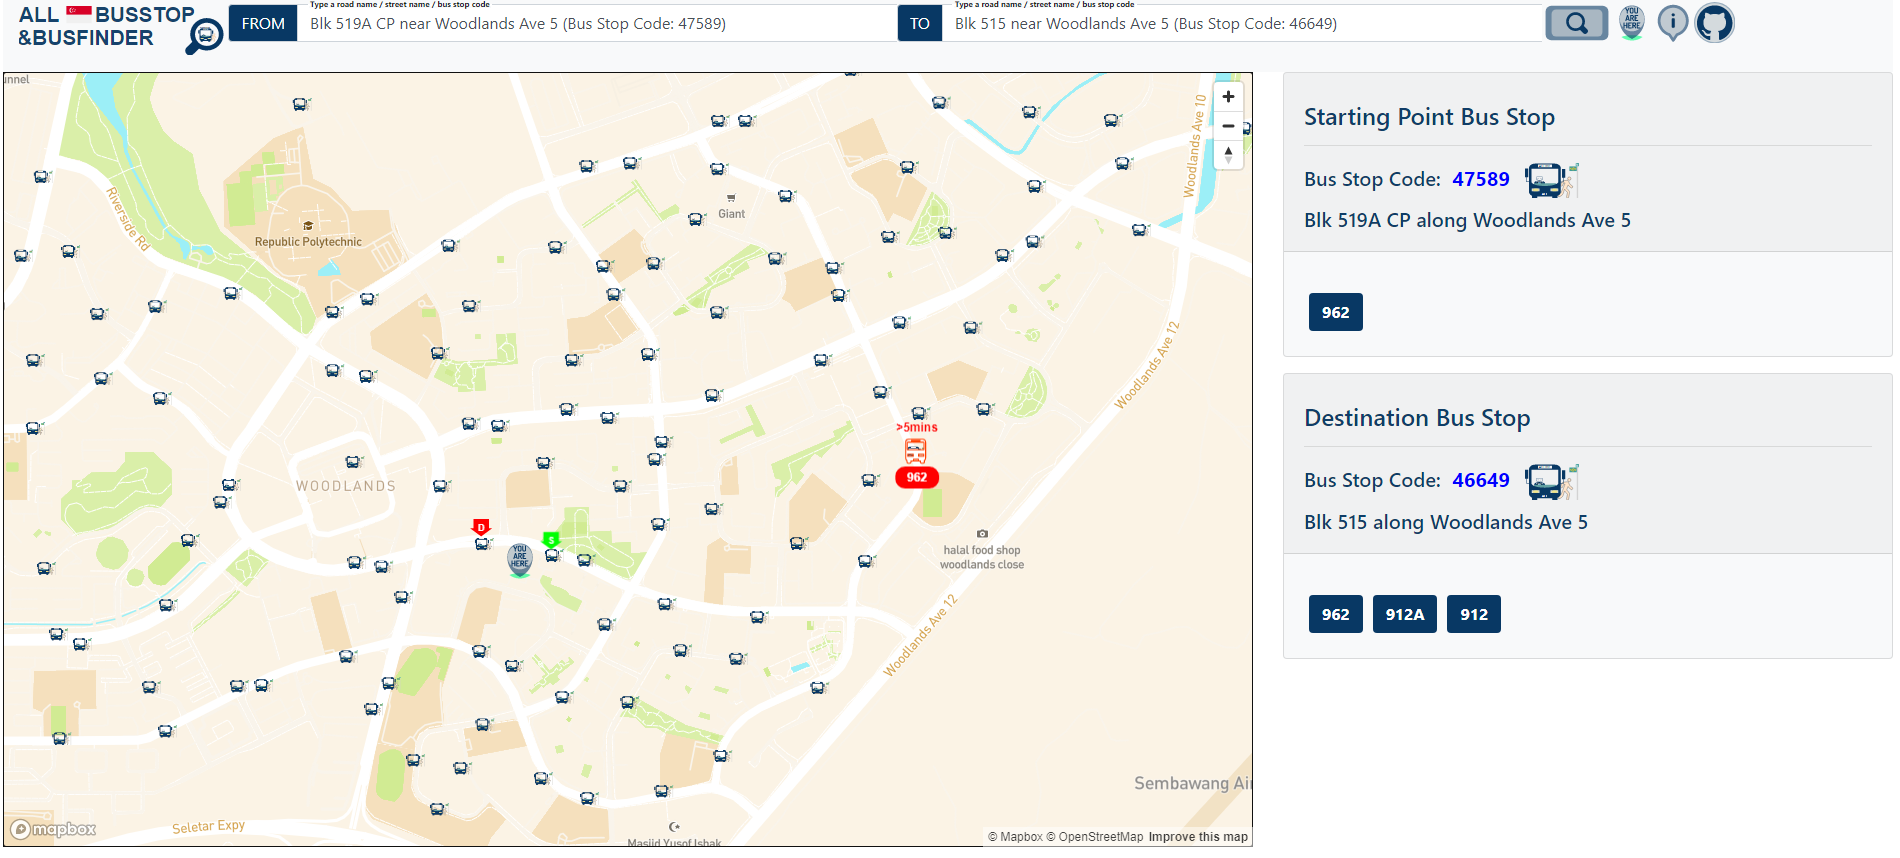 ALL BUSSTOP
&BUSFINDER
FROM
Type a road name / street name / bus stop code
Blk 519A CP near Woodlands Ave 5 (Bus Stop Code: 47589)
TO
Type a road name / street name / bus stop code
Blk 515 near Woodlands Ave 5 (Bus Stop Code: 46649)
YOU
ARE
HERE
unnel
Riverside Rd
Republic Polytechnic
Giant
Woodlands Ave 10
Woodlands Ave 12
>5mins
962
WOODLANDS
D
S
YOU
ARE
HERE
halal food shop
woodlands close
Woodlands Ave 12
Sembawang Air
Seletar Expy
Masjid Yusof Ishak
mapbox
© Mapbox © OpenStreetMap Improve this map
Starting Point Bus Stop
Bus Stop Code: 47589
Blk 519A CP along Woodlands Ave 5
962
Destination Bus Stop
Bus Stop Code: 46649
Blk 515 along Woodlands Ave 5
962 912A 912